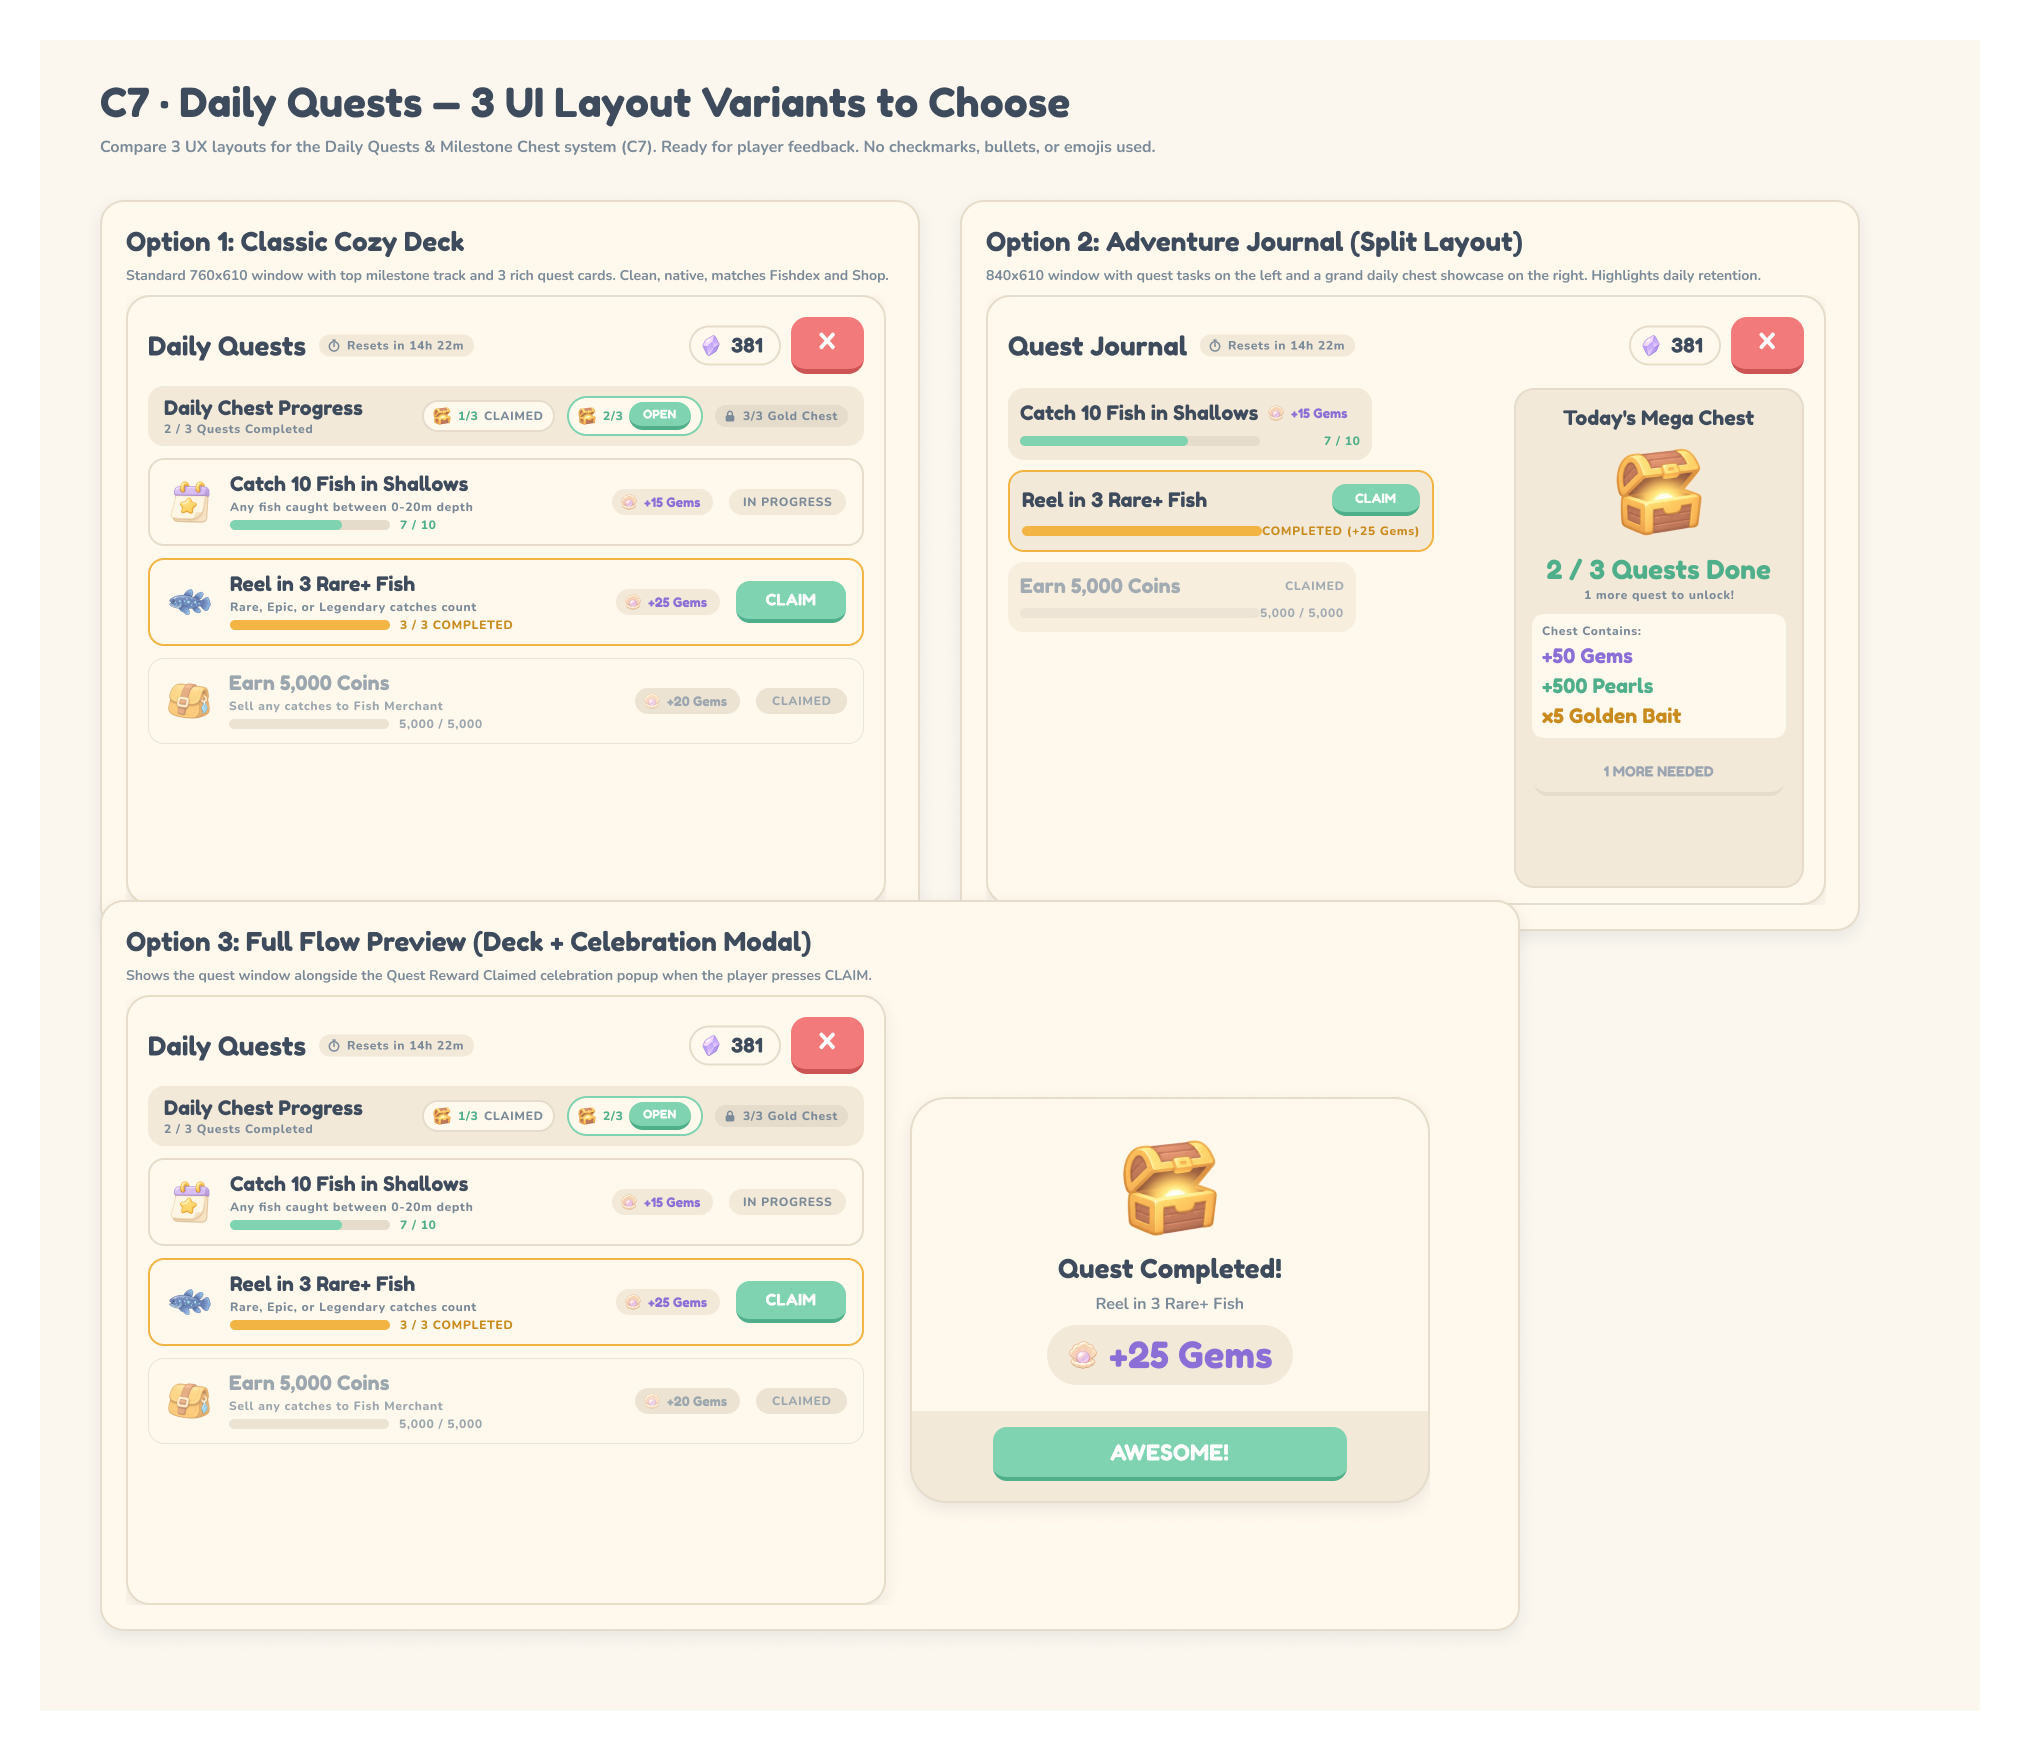 C7 · Daily Quests — 3 UI Layout Variants to Choose
Compare 3 UX layouts for the Daily Quests & Milestone Chest system (C7). Ready for player feedback. No checkmarks, bullets, or emojis used.
Option 1: Classic Cozy Deck
Standard 760x610 window with top milestone track and 3 rich quest cards. Clean, native, matches Fishdex and Shop.
Daily Quests
Resets in 14h 22m
381
Daily Chest Progress
2 / 3 Quests Completed
1/3 CLAIMED
2/3 OPEN
3/3 Gold Chest
Catch 10 Fish in Shallows
Any fish caught between 0-20m depth
7 / 10
+15 Gems
IN PROGRESS
Reel in 3 Rare+ Fish
Rare, Epic, or Legendary catches count
3 / 3 COMPLETED
+25 Gems
CLAIM
Earn 5,000 Coins
Sell any catches to Fish Merchant
5,000 / 5,000
+20 Gems
CLAIMED
Option 2: Adventure Journal (Split Layout)
840x610 window with quest tasks on the left and a grand daily chest showcase on the right. Highlights daily retention.
Quest Journal
Resets in 14h 22m
381
Catch 10 Fish in Shallows
+15 Gems
7 / 10
Reel in 3 Rare+ Fish
CLAIM
COMPLETED (+25 Gems)
Earn 5,000 Coins
CLAIMED
5,000 / 5,000
Today's Mega Chest
2 / 3 Quests Done
1 more quest to unlock!
Chest Contains:
+50 Gems
+500 Pearls
x5 Golden Bait
1 MORE NEEDED
Option 3: Full Flow Preview (Deck + Celebration Modal)
Shows the quest window alongside the Quest Reward Claimed celebration popup when the player presses CLAIM.
Daily Quests
Resets in 14h 22m
381
Daily Chest Progress
2 / 3 Quests Completed
1/3 CLAIMED
2/3 OPEN
3/3 Gold Chest
Catch 10 Fish in Shallows
Any fish caught between 0-20m depth
7 / 10
+15 Gems
IN PROGRESS
Reel in 3 Rare+ Fish
Rare, Epic, or Legendary catches count
3 / 3 COMPLETED
+25 Gems
CLAIM
Earn 5,000 Coins
Sell any catches to Fish Merchant
5,000 / 5,000
+20 Gems
CLAIMED
Quest Completed!
Reel in 3 Rare+ Fish
+25 Gems
AWESOME!